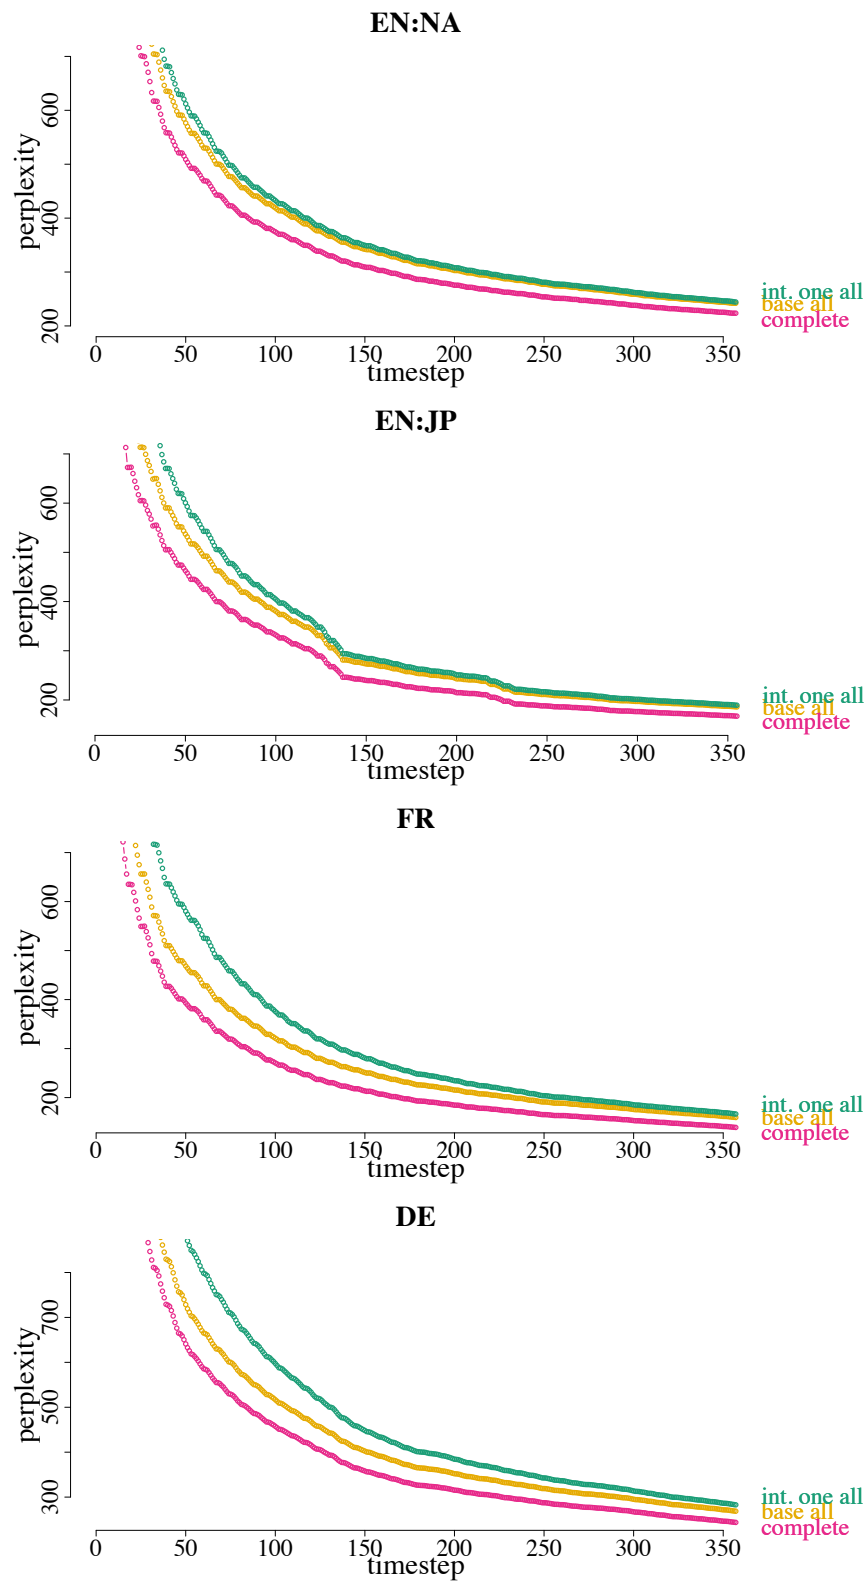 EN:NA
perplexity
600
400
200
0 50 100 150 200 250 300 350
timestep
int. one all
base all
complete
EN:JP
perplexity
600
400
200
0 50 100 150 200 250 300 350
timestep
int. one all
base all
complete
FR
perplexity
600
400
200
0 50 100 150 200 250 300 350
timestep
int. one all
base all
complete
DE
perplexity
700
500
300
0 50 100 150 200 250 300 350
timestep
int. one all
base all
complete